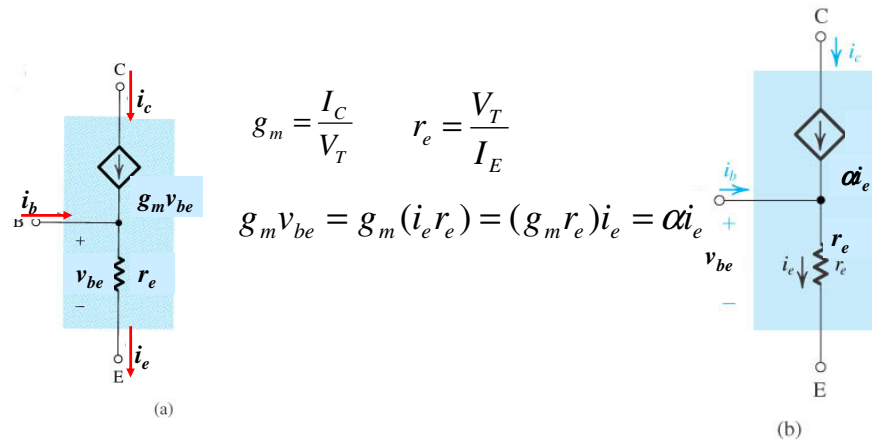 C
i_c
g_m v_be
i_b
B
+
v_be r_e
−
i_e
E
(a)
g_m = I_C / V_T r_e = V_T / I_E
g_m v_be = g_m (i_e r_e) = (g_m r_e) i_e = αi_e
C
i_c
αi_e
i_b
+
v_be
r_e
i_e r_e
−
E
(b)